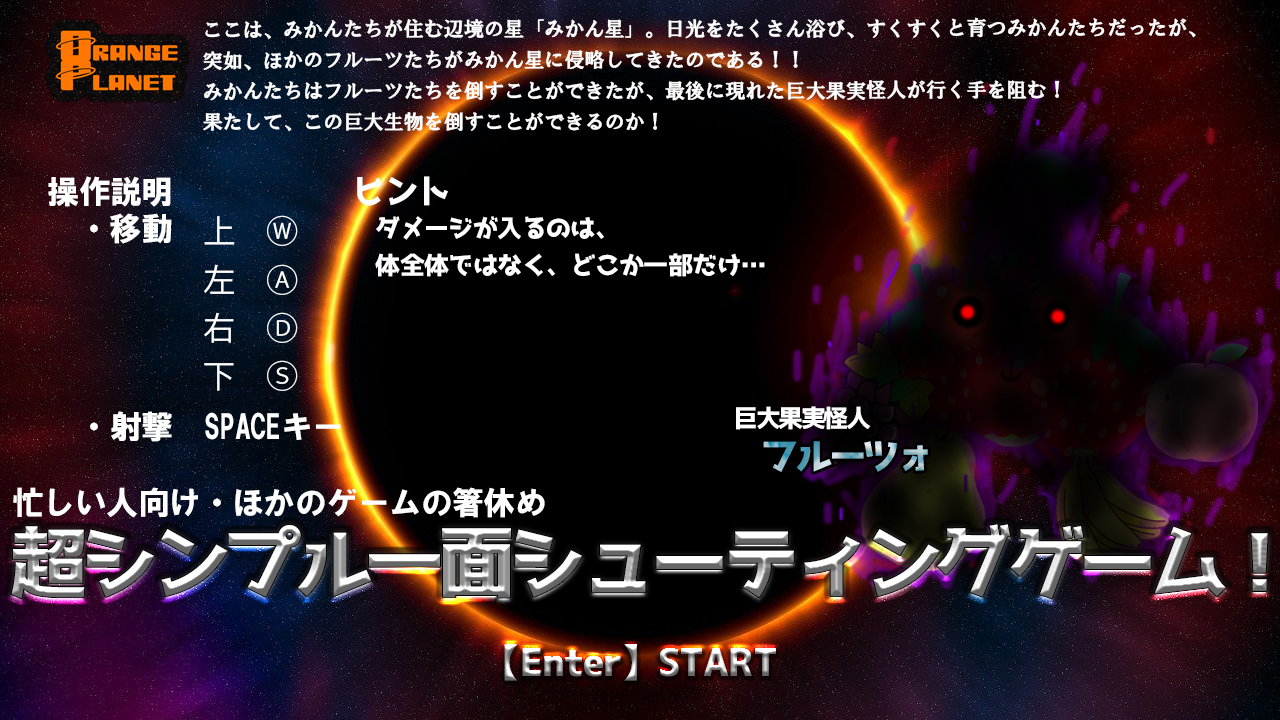 ORANGE
PLANET
ここは、みかんたちが住む辺境の星「みかん星」。日光をたくさん浴び、すくすくと育つみかんたちだったが、
突如、ほかのフルーツたちがみかん星に侵略してきたのである！！
みかんたちはフルーツたちを倒すことができたが、最後に現れた巨大果実怪人が行く手を阻む！
果たして、この巨大生物を倒すことができるのか！
操作説明
・移動 上 Ⓦ
左 Ⓐ
右 Ⓓ
下 Ⓢ
・射撃 SPACEキー
ヒント
ダメージが入るのは、
体全体ではなく、どこか一部だけ…
巨大果実怪人
フルーツォ
忙しい人向け・ほかのゲームの箸休め
超シンプル一面シューティングゲーム！
【Enter】START